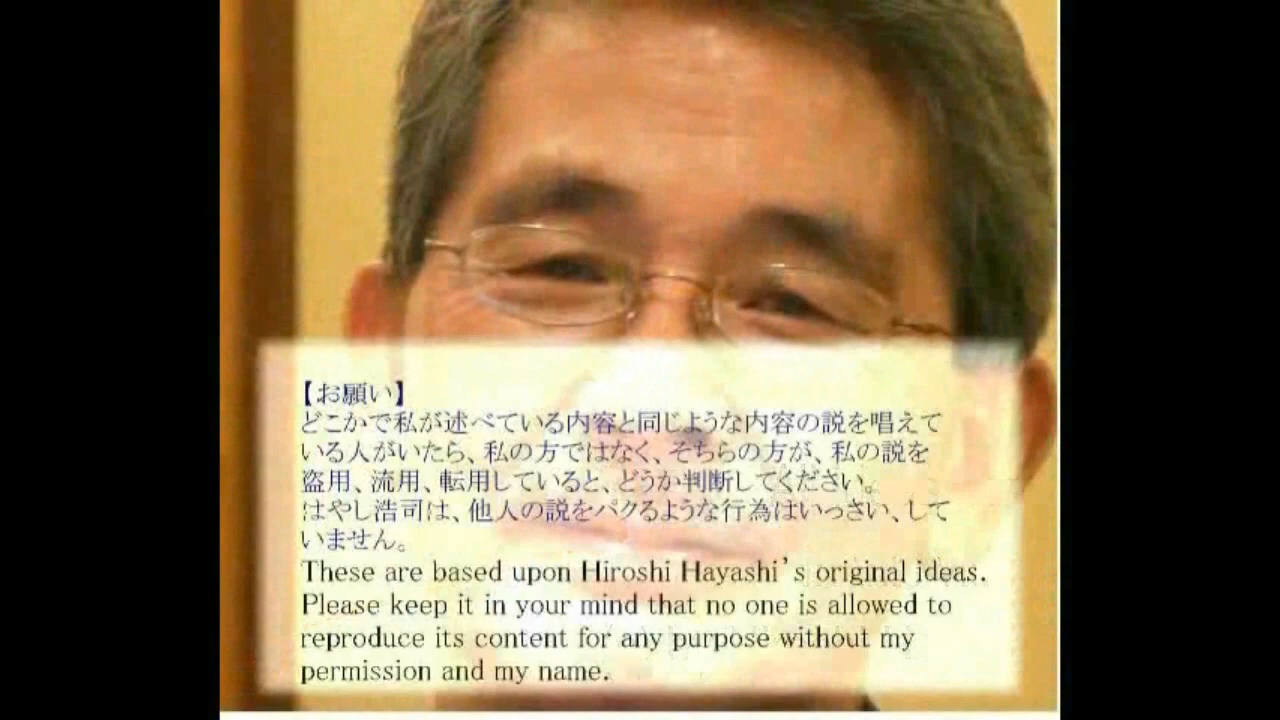 【お願い】
どこかで私が述べている内容と同じような内容の説を唱えて
いる人がいたら、私の方ではなく、そちらの方が、私の説を
盗用、流用、転用していると、どうか判断してください。
はやし浩司は、他人の説をパクるような行為はいっさい、して
いません。
These are based upon Hiroshi Hayashi’s original ideas.
Please keep it in your mind that no one is allowed to
reproduce its content for any purpose without my
permission and my name.